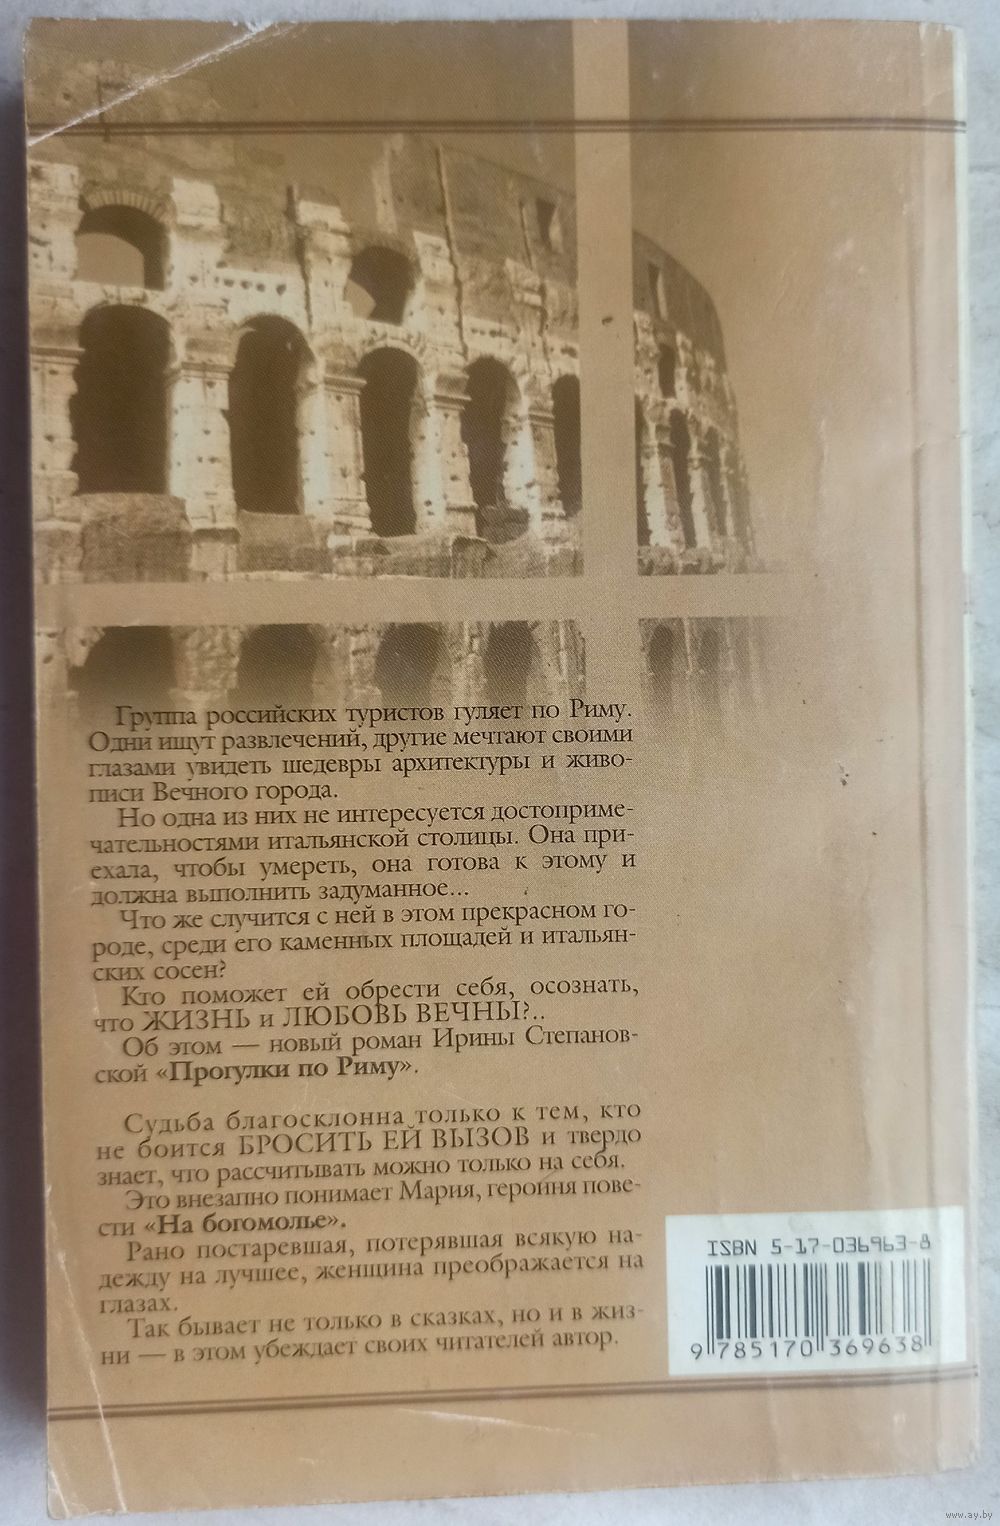 Группа российских туристов гуляет по Риму.
Одни ищут развлечений, другие мечтают своими
глазами увидеть шедевры архитектуры и живо-
писи Вечного города.
Но одна из них не интересуется достоприме-
чательностями итальянской столицы. Она при-
ехала, чтобы умереть, она готова к этому и
должна выполнить задуманное...
Что же случится с ней в этом прекрасном го-
роде, среди его каменных площадей и итальян-
ских сосен?
Кто поможет ей обрести себя, осознать,
что ЖИЗНЬ и ЛЮБОВЬ ВЕЧНЫ?..
Об этом — новый роман Ирины Степанов-
ской «Прогулки по Риму».
Судьба благосклонна только к тем, кто
не боится БРОСИТЬ ЕЙ ВЫЗОВ и твердо
знает, что рассчитывать можно только на себя.
Это внезапно понимает Мария, героиня пове-
сти «На богомолье».
Рано постаревшая, потерявшая всякую на-
дежду на лучшее, женщина преображается на
глазах.
Так бывает не только в сказках, но и в жиз-
ни — в этом убеждает своих читателей автор.
ISBN 5-17-036963-8
9 785170 369638
www.ay.by